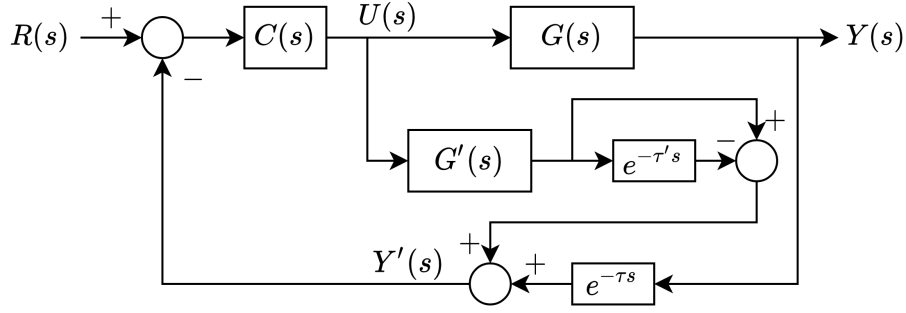 U(s)
R(s) + C(s) G(s) Y(s)
−
+
G′(s) − e^{−τ′s}
+
Y′(s) + e^{−τs}